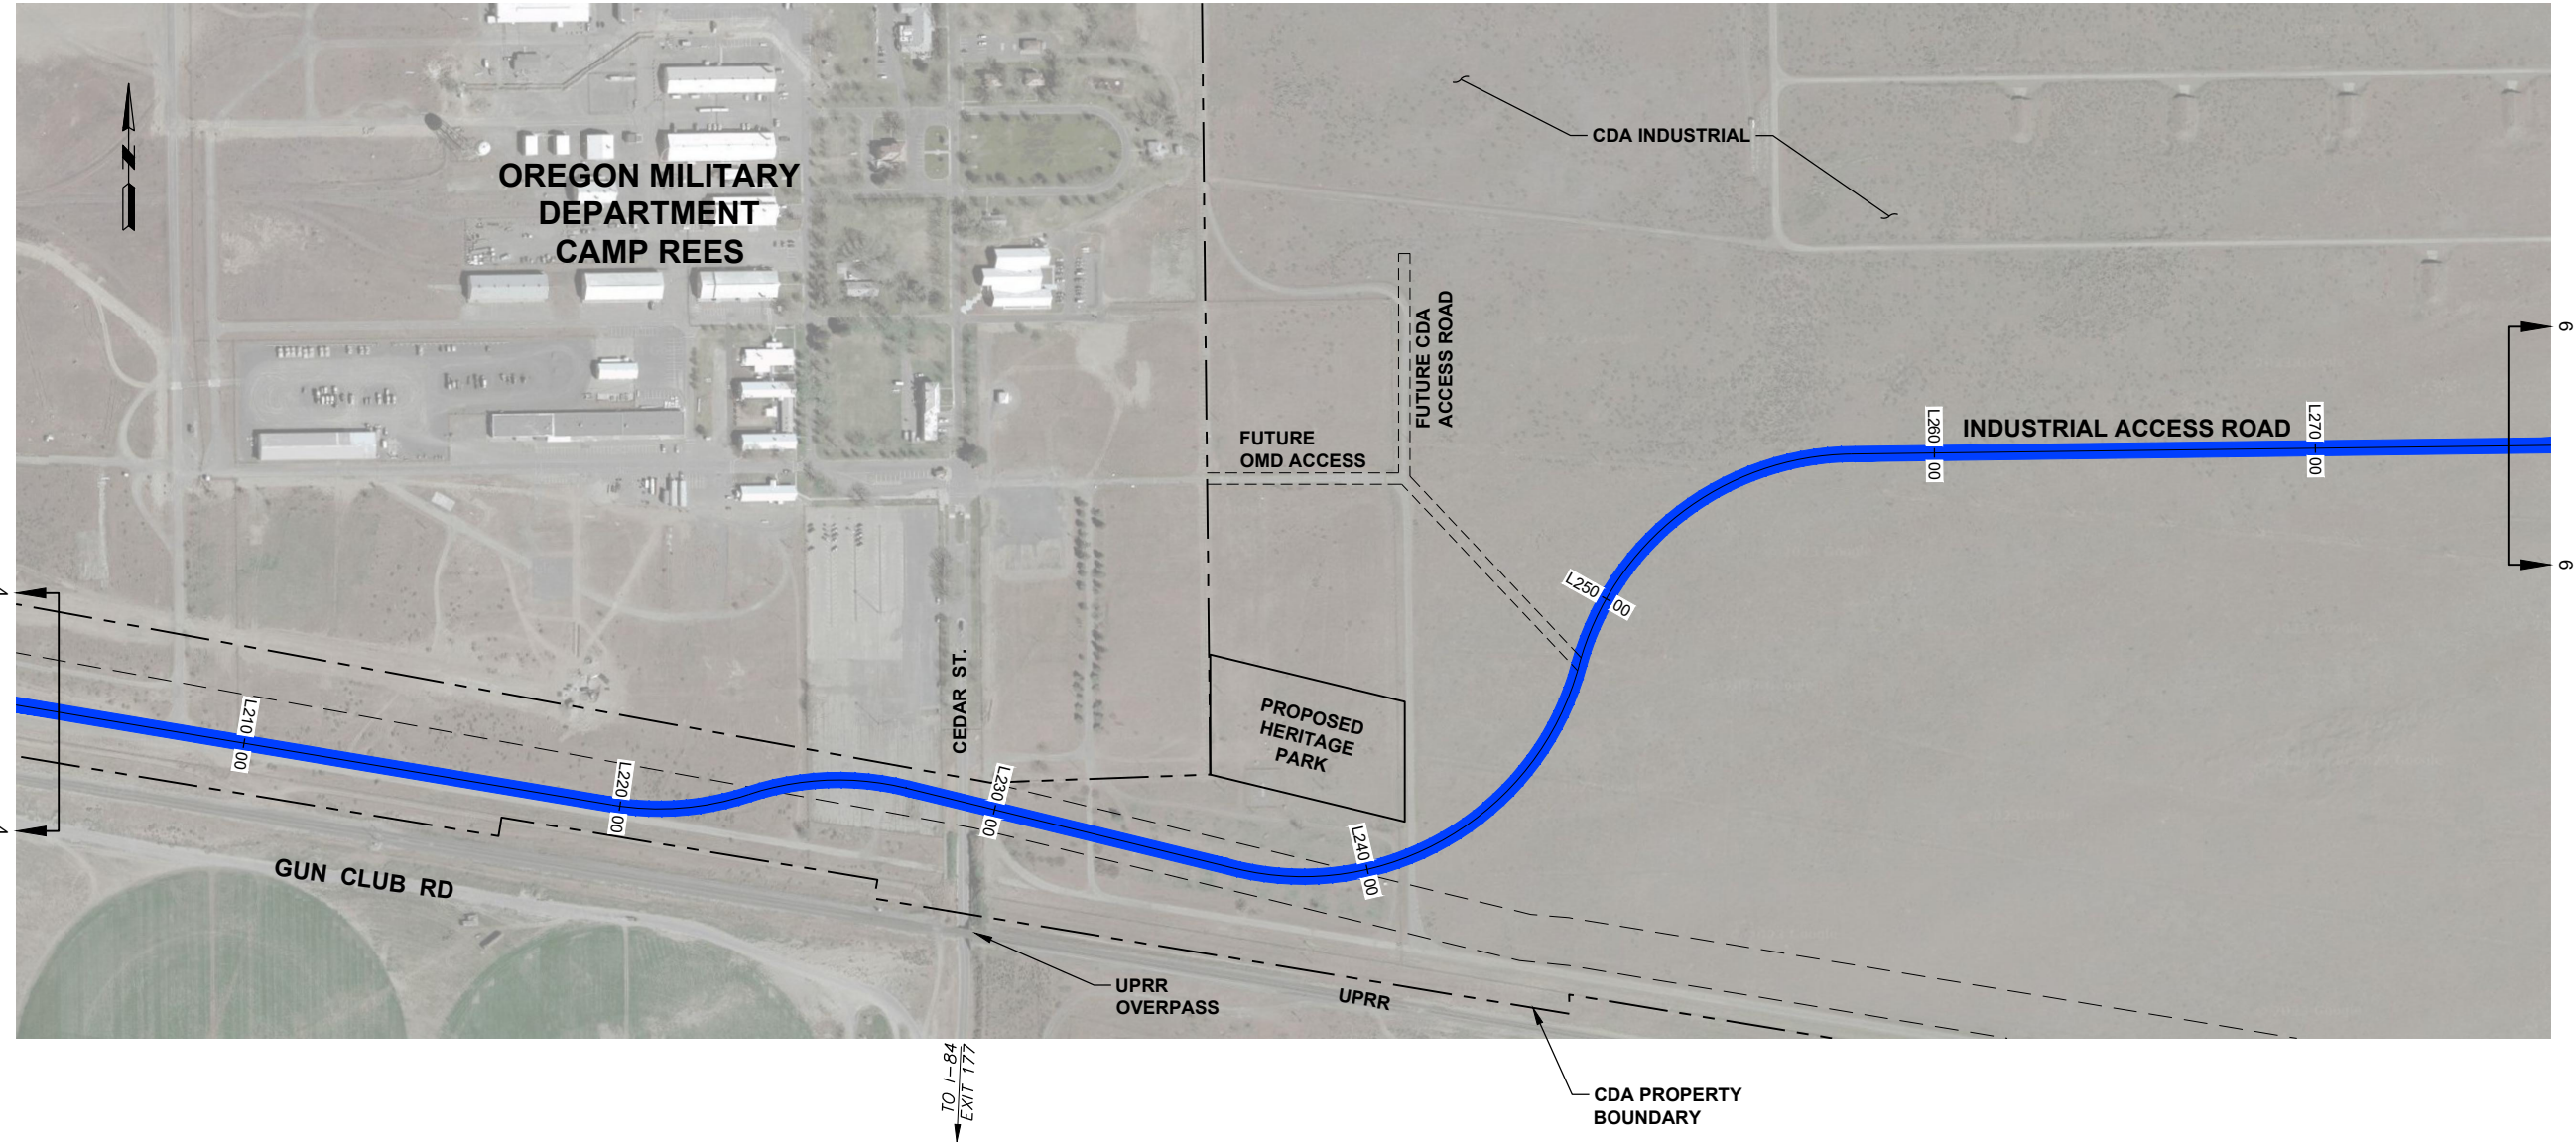 N
OREGON MILITARY
DEPARTMENT
CAMP REES
CDA INDUSTRIAL
FUTURE CDA
ACCESS ROAD
FUTURE
OMD ACCESS
INDUSTRIAL ACCESS ROAD
L260
00
L270
00
6
6
L250
00
CEDAR ST.
PROPOSED
HERITAGE
PARK
L210
00
L220
00
L230
00
L240
00
GUN CLUB RD
UPRR
OVERPASS
UPRR
TO I-84
EXIT 177
CDA PROPERTY
BOUNDARY